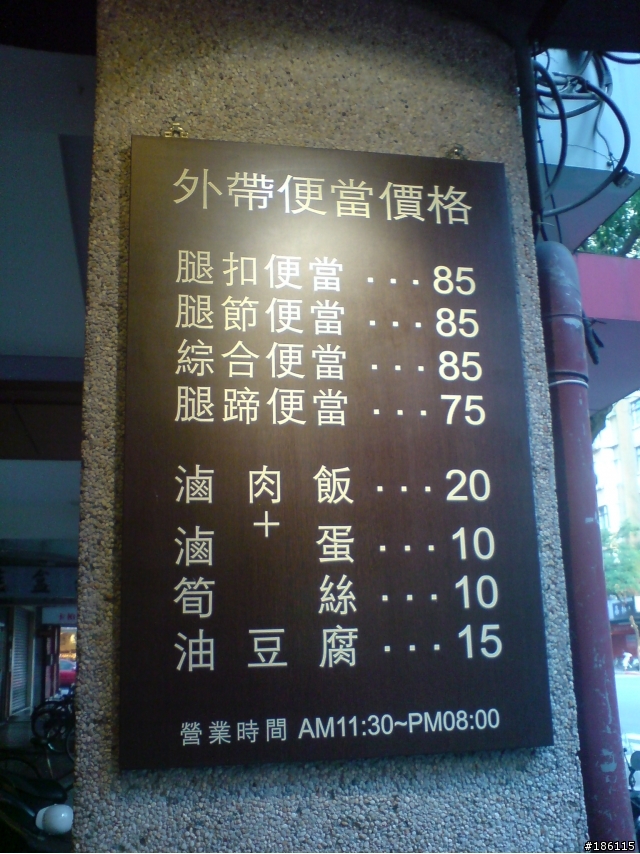 外帶便當價格
腿扣便當 ... 85
腿節便當 ... 85
綜合便當 ... 85
腿蹄便當 ... 75
滷 肉 飯 ... 20
+
滷 蛋 ... 10
筍 絲 ... 10
油 豆 腐 ... 15
營業時間 AM11:30~PM08:00
#186115